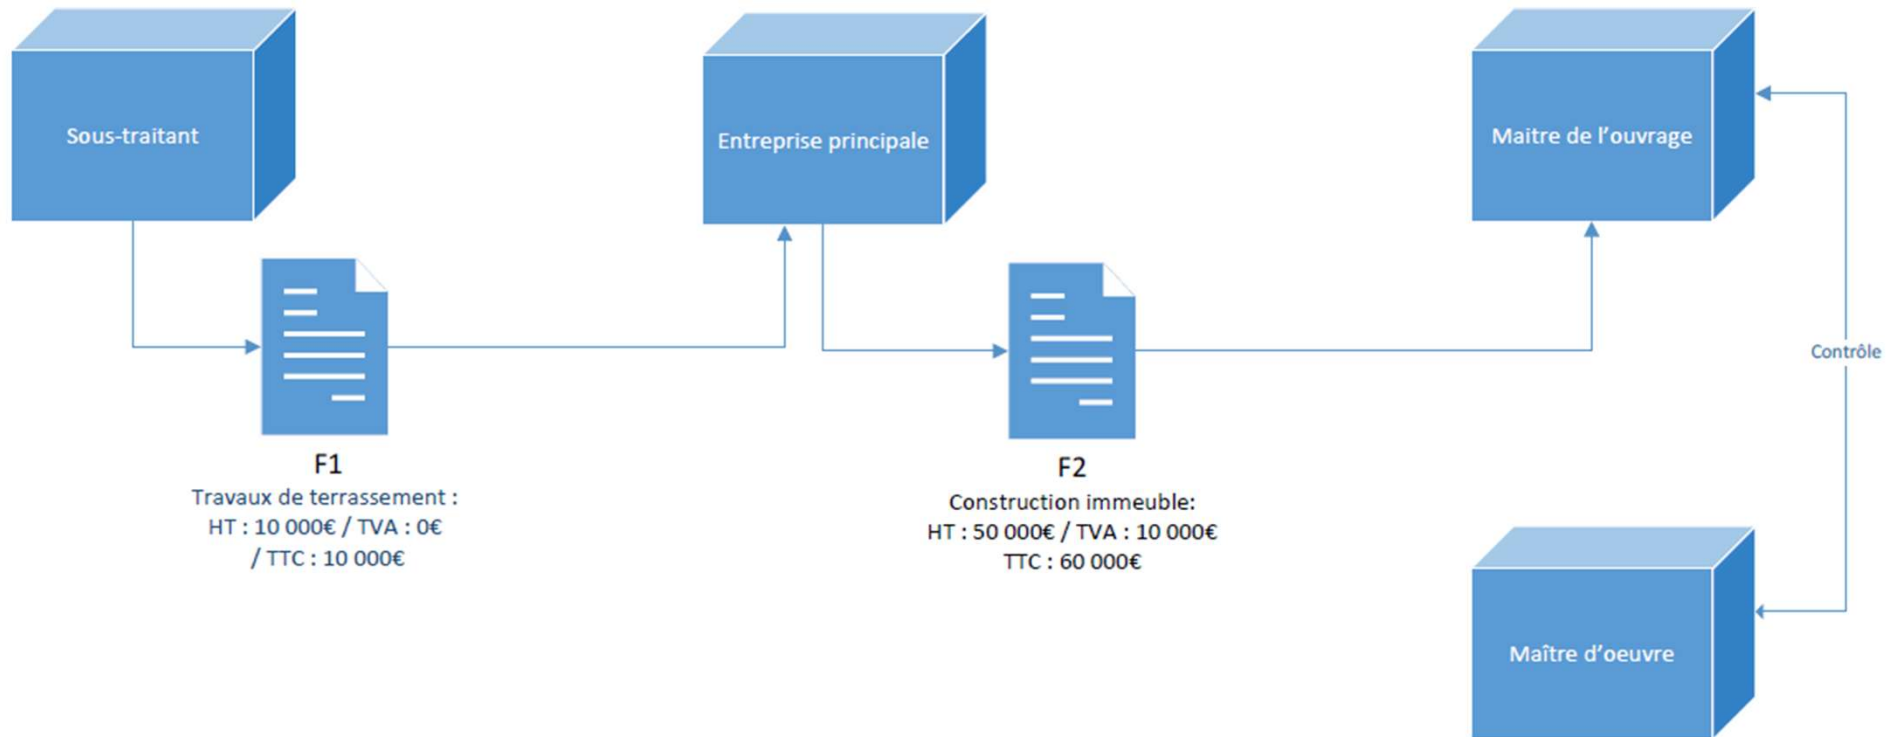 Sous-traitant
Entreprise principale
Maitre de l'ouvrage
Contrôle
F1
Travaux de terrassement :
HT : 10 000€ / TVA : 0€
/ TTC : 10 000€
F2
Construction immeuble:
HT : 50 000€ / TVA : 10 000€
TTC : 60 000€
Maître d'oeuvre